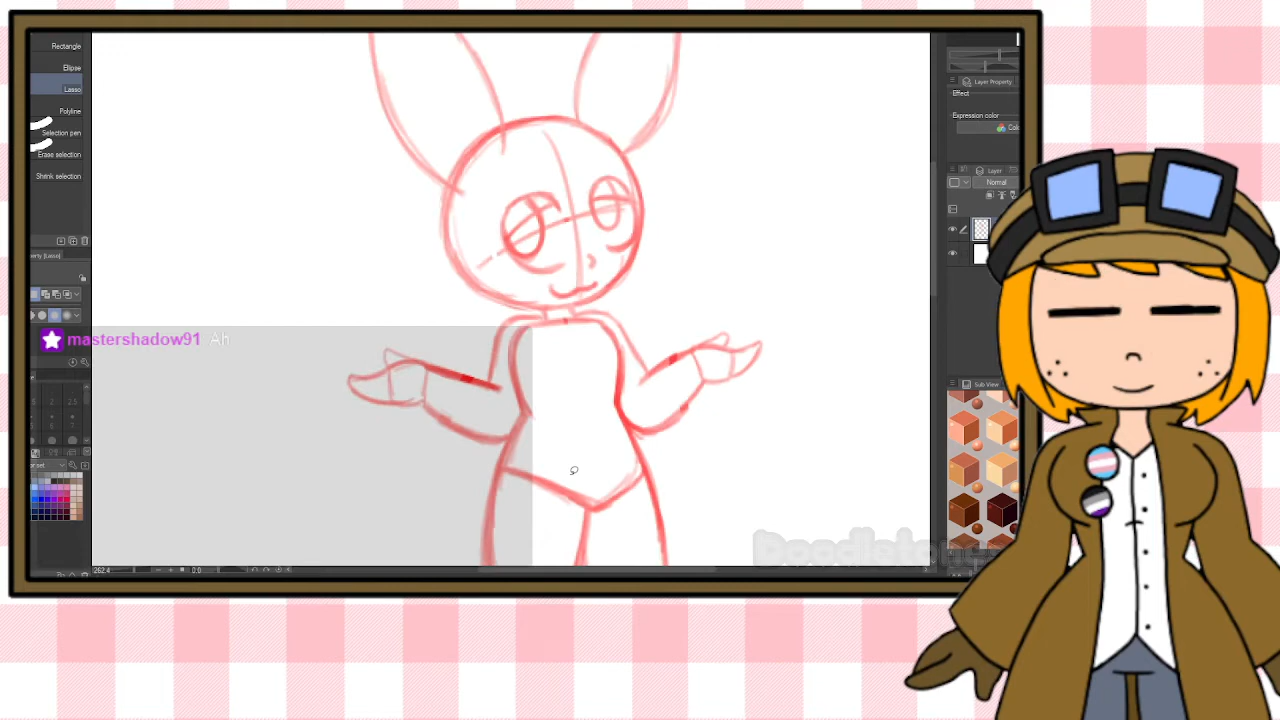 Rectangle
Ellipse
Lasso
Polyline
Selection pen
Erase selection
Shrink selection
Layer Property
Effect
Expression color
Layer
Normal
mastershadow91 Ah
Sub View